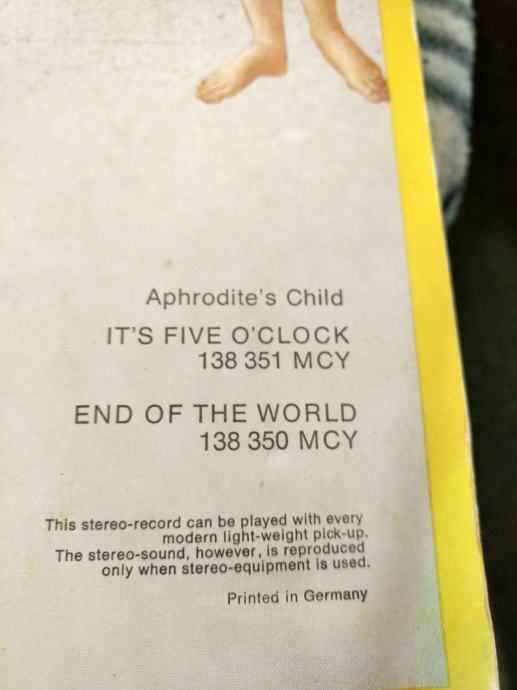 Aphrodite's Child
IT'S FIVE O'CLOCK
138 351 MCY
END OF THE WORLD
138 350 MCY
This stereo-record can be played with every
modern light-weight pick-up.
The stereo-sound, however, is reproduced
only when stereo-equipment is used.
Printed in Germany